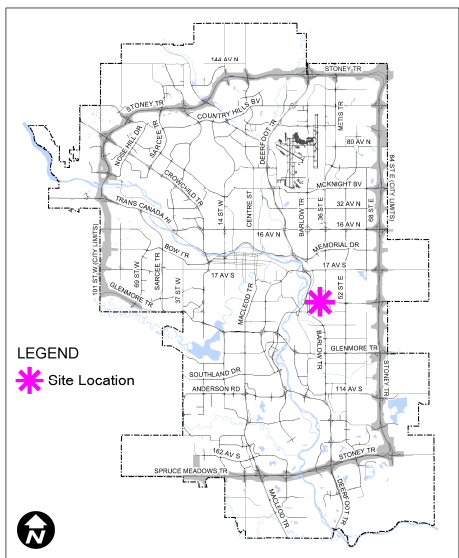 144 AV N
STONEY TR
STONEY TR
COUNTRY HILLS BV
METIS TR
NOSE HILL DR
SARCEE TR
DEERFOOT TR
80 AV N
CROWCHILD TR
MCKNIGHT BV
84 ST E (CITY LIMITS)
TRANS CANADA HI
14 ST W
CENTRE ST
BARLOW TR
36 ST E
32 AV N
68 ST E
16 AV N
16 AV N
101 ST W (CITY LIMITS)
BOW TR
MEMORIAL DR
69 ST W
SARCEE TR
37 ST W
17 AV S
17 AV S
GLENMORE TR
MACLEOD TR
52 ST E
BARLOW TR
GLENMORE TR
LEGEND
Site Location
SOUTHLAND DR
ANDERSON RD
114 AV S
STONEY TR
162 AV S
STONEY TR
SPRUCE MEADOWS TR
MACLEOD TR
DEERFOOT TR
N